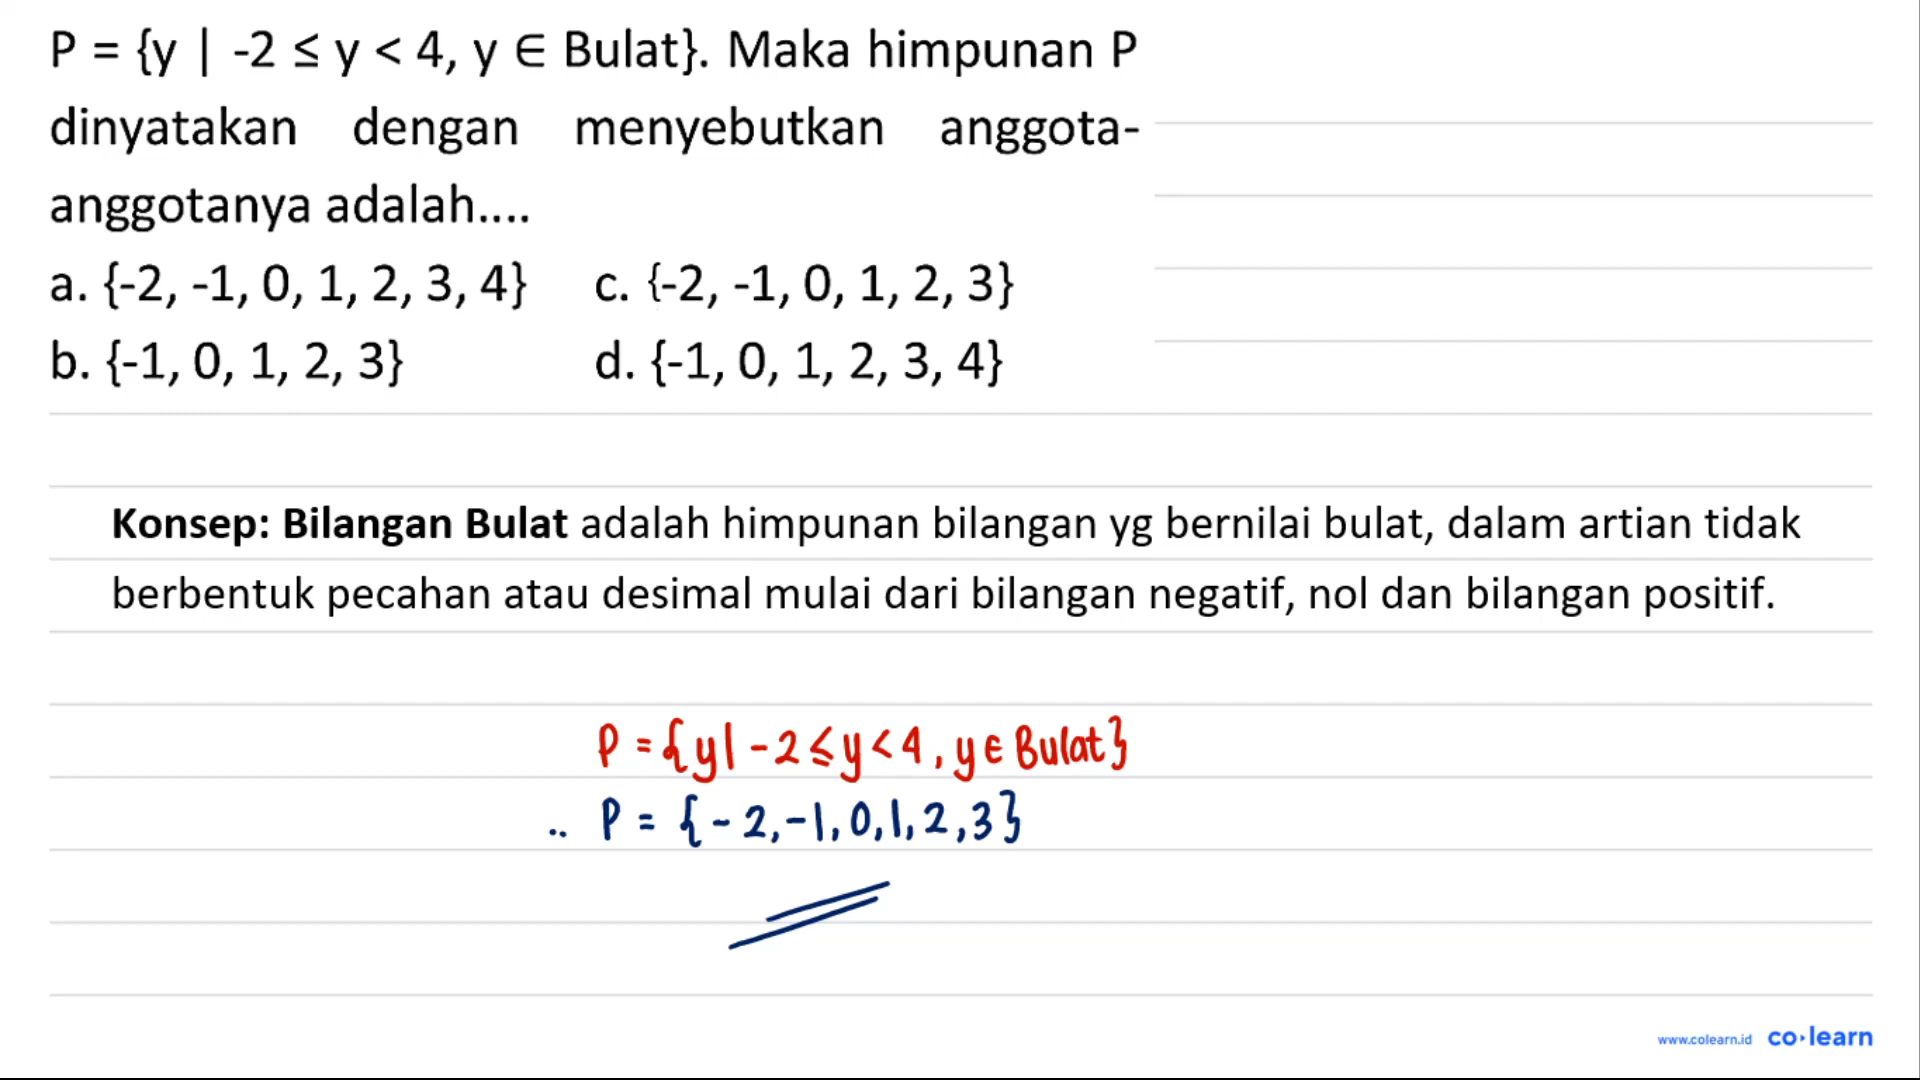 P = {y | -2 ≤ y < 4, y ∈ Bulat}. Maka himpunan P
dinyatakan dengan menyebutkan anggota-
anggotanya adalah....
a. {-2, -1, 0, 1, 2, 3, 4} c. {-2, -1, 0, 1, 2, 3}
b. {-1, 0, 1, 2, 3} d. {-1, 0, 1, 2, 3, 4}
Konsep: Bilangan Bulat adalah himpunan bilangan yg bernilai bulat, dalam artian tidak
berbentuk pecahan atau desimal mulai dari bilangan negatif, nol dan bilangan positif.
P = {y | -2 ≤ y < 4, y ∈ Bulat}
.. P = {-2, -1, 0, 1, 2, 3}
www.colearn.id co·learn